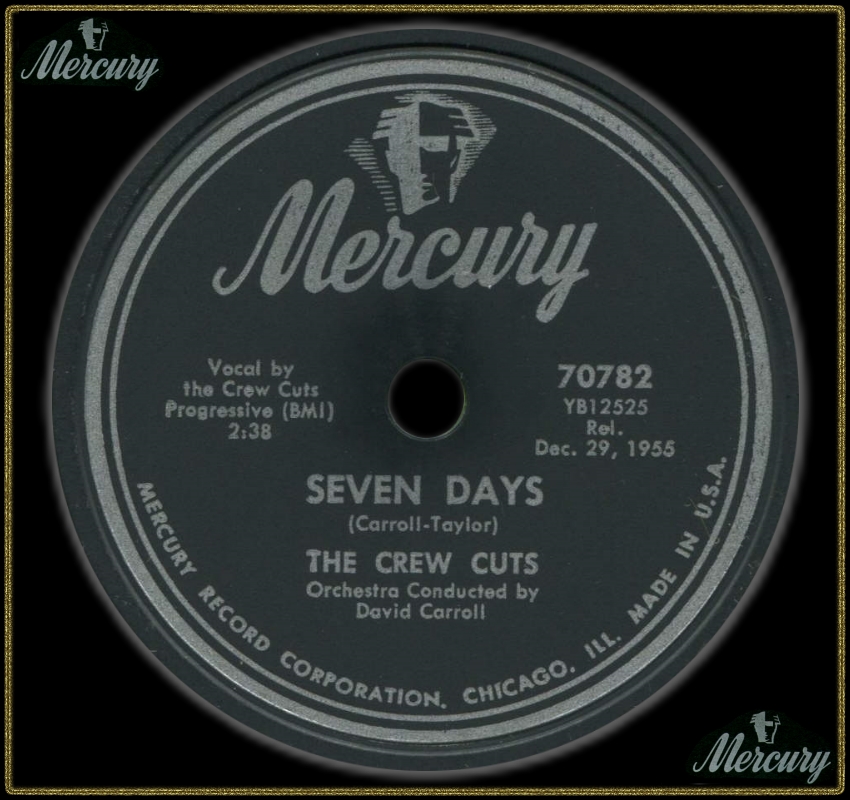 Mercury
Mercury
Vocal by
the Crew Cuts
Progressive (BMI)
2:38
70782
YB12525
Rel.
Dec. 29, 1955
SEVEN DAYS
(Carroll-Taylor)
THE CREW CUTS
Orchestra Conducted by
David Carroll
MERCURY RECORD CORPORATION, CHICAGO, ILL. MADE IN U.S.A.
Mercury